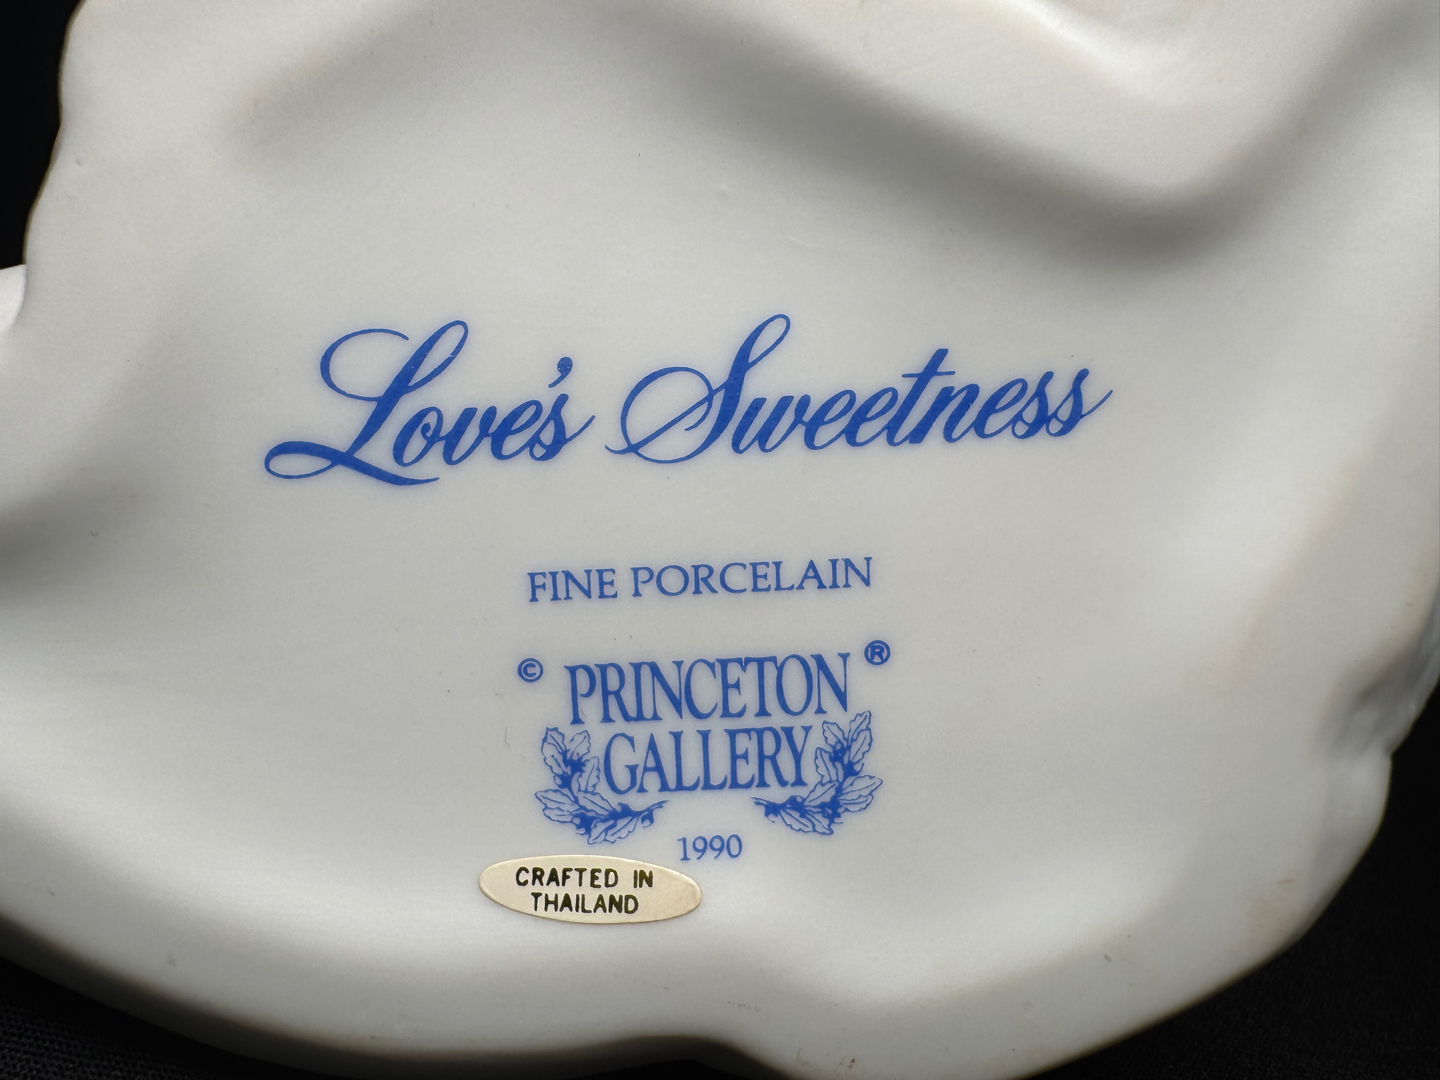 Love's Sweetness
FINE PORCELAIN
© PRINCETON ®
GALLERY
1990
CRAFTED IN
THAILAND